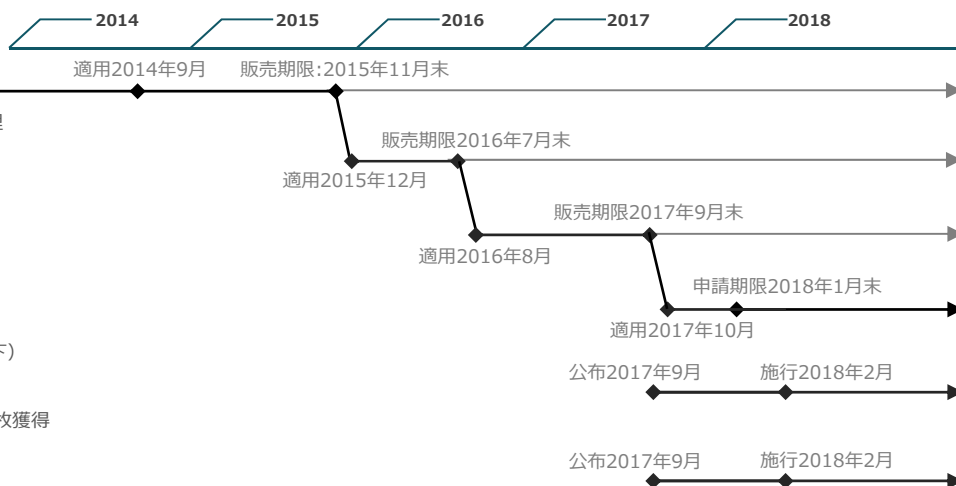 2014 2015 2016 2017 2018
適用2014年9月 販売期限:2015年11月末
販売期限2016年7月末
適用2015年12月
販売期限2017年9月末
適用2016年8月
申請期限2018年1月末
適用2017年10月
下)
公布2017年9月 施行2018年2月
枚獲得
公布2017年9月 施行2018年2月